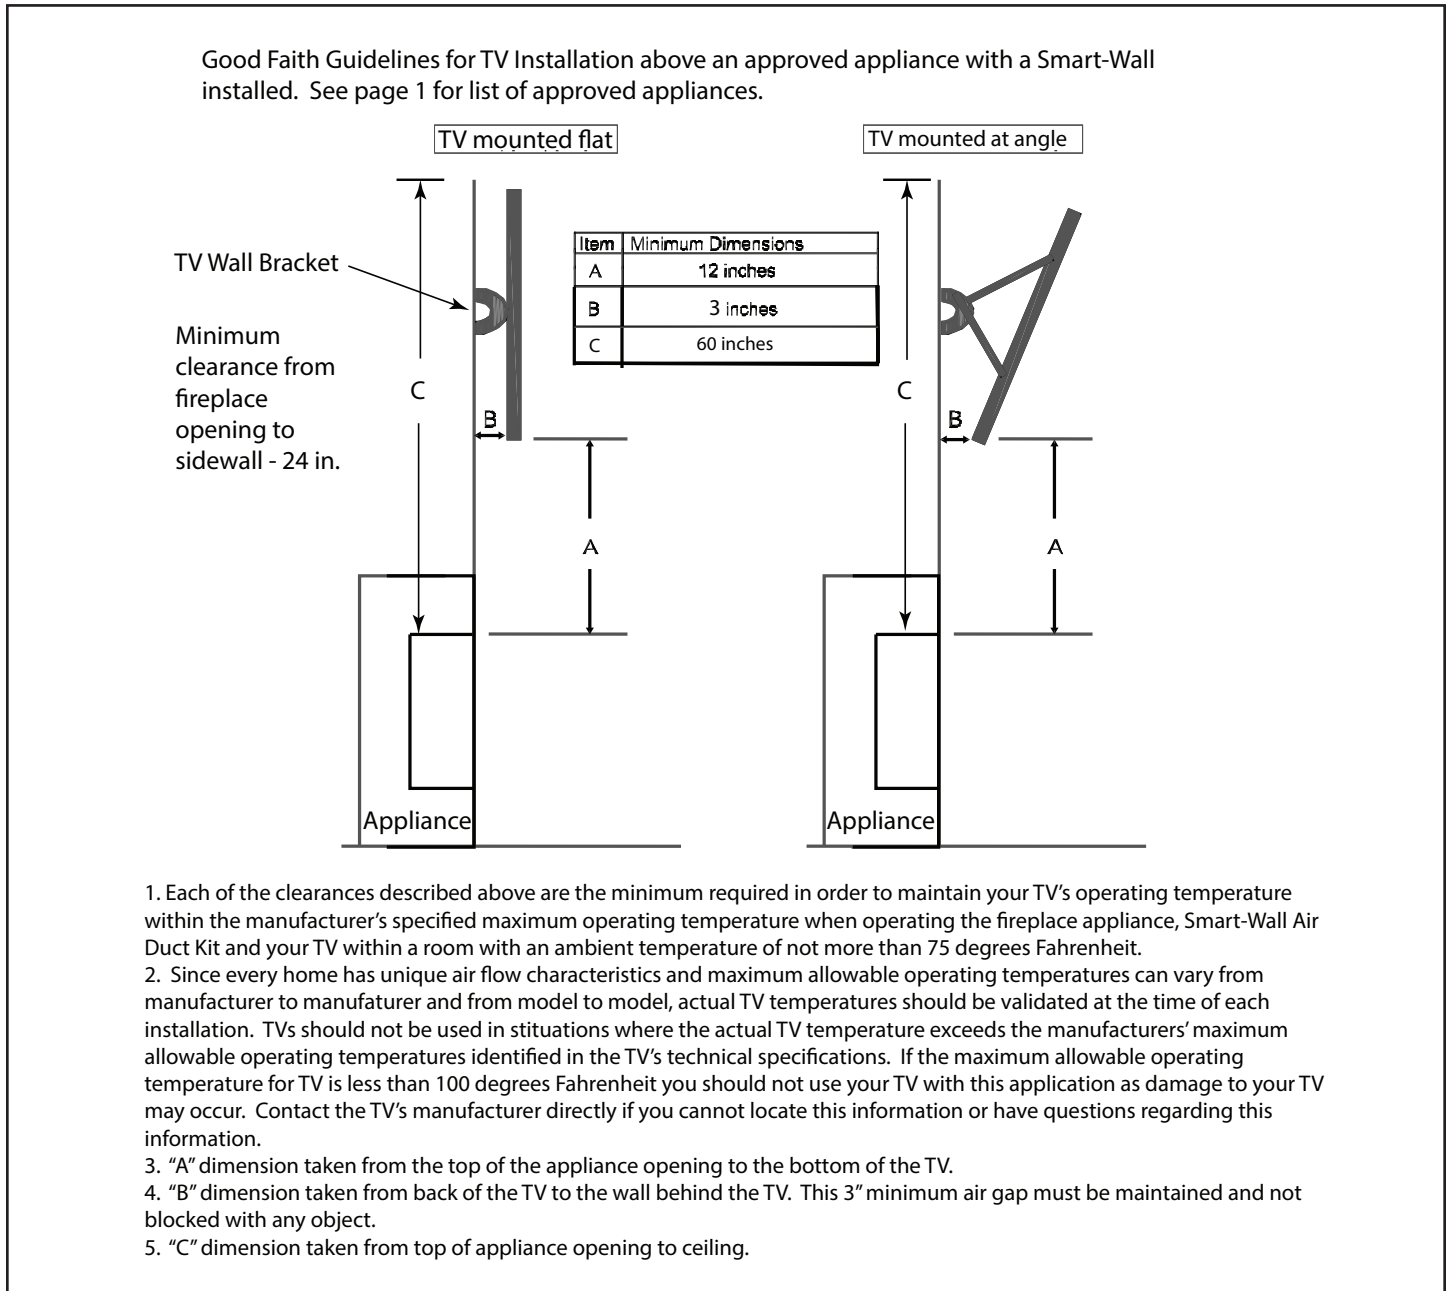 Good Faith Guidelines for TV Installation above an approved appliance with a Smart-Wall
installed.  See page 1 for list of approved appliances.
TV mounted flat
TV mounted at angle
TV Wall Bracket
Minimum
clearance from
fireplace
opening to
sidewall - 24 in.
Item Minimum Dimensions
A 12 inches
B 3 inches
C 60 inches
C
B
A
Appliance
C
B
A
Appliance
1. Each of the clearances described above are the minimum required in order to maintain your TV's operating temperature
within the manufacturer's specified maximum operating temperature when operating the fireplace appliance, Smart-Wall Air
Duct Kit and your TV within a room with an ambient temperature of not more than 75 degrees Fahrenheit.
2.  Since every home has unique air flow characteristics and maximum allowable operating temperatures can vary from
manufacturer to manufaturer and from model to model, actual TV temperatures should be validated at the time of each
installation.  TVs should not be used in stituations where the actual TV temperature exceeds the manufacturers' maximum
allowable operating temperatures identified in the TV's technical specifications.  If the maximum allowable operating
temperature for TV is less than 100 degrees Fahrenheit you should not use your TV with this application as damage to your TV
may occur.  Contact the TV's manufacturer directly if you cannot locate this information or have questions regarding this
information.
3.  "A" dimension taken from the top of the appliance opening to the bottom of the TV.
4.  "B" dimension taken from back of the TV to the wall behind the TV.  This 3" minimum air gap must be maintained and not
blocked with any object.
5.  "C" dimension taken from top of appliance opening to ceiling.